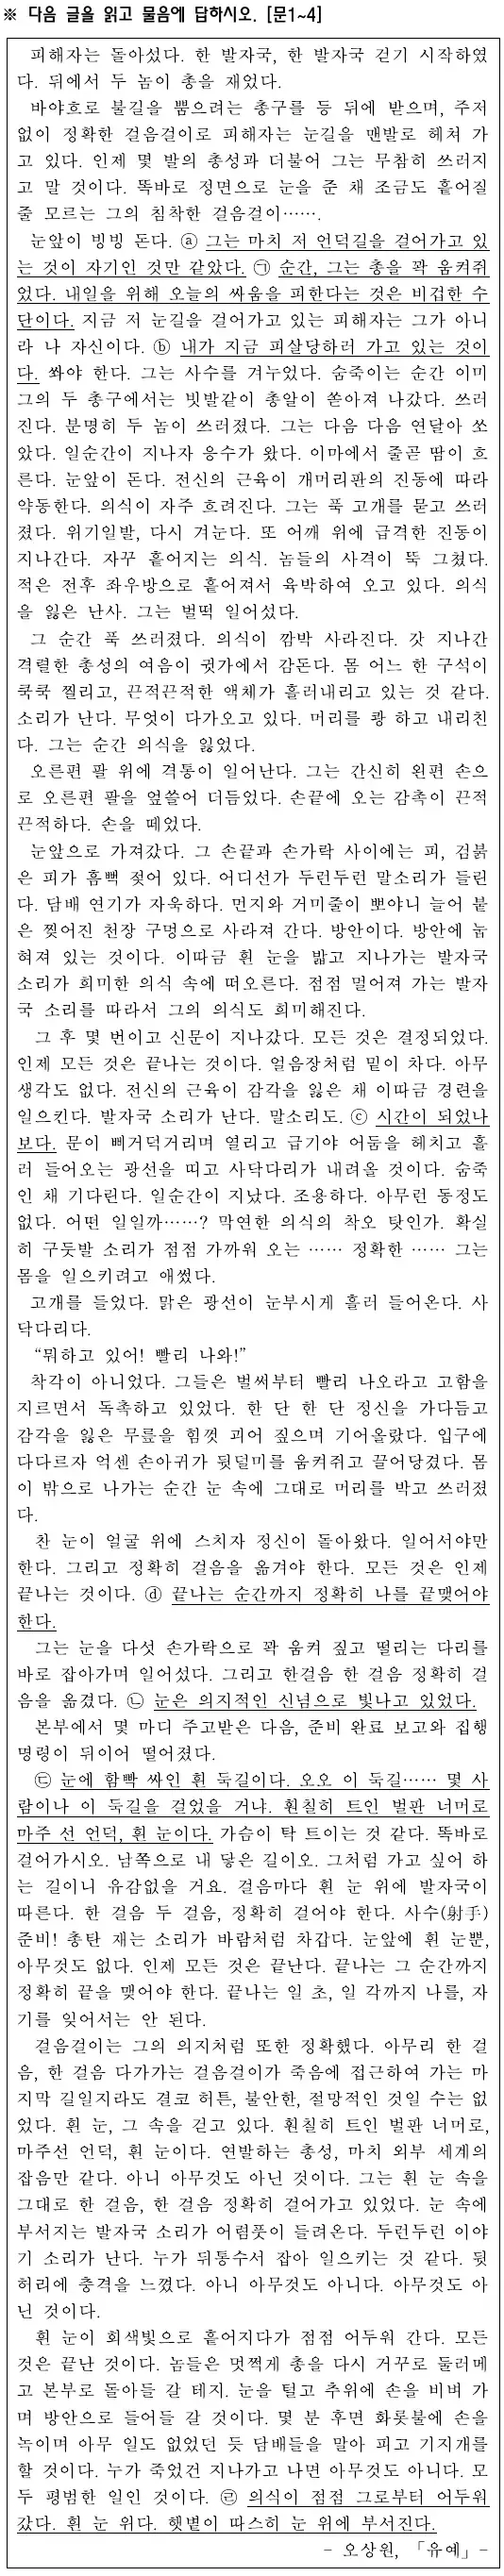 ※ 다음 글을 읽고 물음에 답하시오. [문1~4]
피해자는 돌아섰다. 한 발자국, 한 발자국 걷기 시작하였
다. 뒤에서 두 놈이 총을 재었다.
바야흐로 불길을 뿜으려는 총구를 등 뒤에 받으며, 주저
없이 정확한 걸음걸이로 피해자는 눈길을 맨발로 헤쳐 가
고 있다. 인제 몇 발의 총성과 더불어 그는 무참히 쓰러지
고 말 것이다. 똑바로 정면으로 눈을 준 채 조금도 흩어질
줄 모르는 그의 침착한 걸음걸이…….
눈앞이 빙빙 돈다. ⓐ 그는 마치 저 언덕길을 걸어가고 있
는 것이 자기인 것만 같았다. ㉠ 순간, 그는 총을 꽉 움켜쥐
었다. 내일을 위해 오늘의 싸움을 피한다는 것은 비겁한 수
단이다. 지금 저 눈길을 걸어가고 있는 피해자는 그가 아니
라 나 자신이다. ⓑ 내가 지금 피살당하러 가고 있는 것이
다. 쏴야 한다. 그는 사수를 겨누었다. 숨죽이는 순간 이미
그의 두 총구에서는 빗발같이 총알이 쏟아져 나갔다. 쓰러
진다. 분명히 두 놈이 쓰러졌다. 그는 다음 다음 연달아 쏘
았다. 일순간이 지나자 응수가 왔다. 이마에서 줄곧 땀이 흐
른다. 눈앞이 돈다. 전신의 근육이 개머리판의 진동에 따라
약동한다. 의식이 자주 흐려진다. 그는 푹 고개를 묻고 쓰러
졌다. 위기일발, 다시 겨눈다. 또 어깨 위에 급격한 진동이
지나간다. 자꾸 흩어지는 의식. 놈들의 사격이 뚝 그쳤다.
적은 전후 좌우방으로 흩어져서 육박하여 오고 있다. 의식
을 잃은 난사. 그는 벌떡 일어섰다.
그 순간 푹 쓰러졌다. 의식이 깜박 사라진다. 갓 지나간
격렬한 총성의 여음이 귓가에서 감돈다. 몸 어느 한 구석이
쿡쿡 찔리고, 끈적끈적한 액체가 흘러내리고 있는 것 같다.
소리가 난다. 무엇이 다가오고 있다. 머리를 쾅 하고 내리친
다. 그는 순간 의식을 잃었다.
오른편 팔 위에 격통이 일어난다. 그는 간신히 왼편 손으
로 오른편 팔을 엎쓸어 더듬었다. 손끝에 오는 감촉이 끈적
끈적하다. 손을 떼었다.
눈앞으로 가져갔다. 그 손끝과 손가락 사이에는 피, 검붉
은 피가 흠뻑 젖어 있다. 어디선가 두런두런 말소리가 들린
다. 담배 연기가 자욱하다. 먼지와 거미줄이 뽀야니 늘어 붙
은 찢어진 천장 구멍으로 사라져 간다. 방안이다. 방안에 눕
혀져 있는 것이다. 이따금 흰 눈을 밟고 지나가는 발자국
소리가 희미한 의식 속에 떠오른다. 점점 멀어져 가는 발자
국 소리를 따라서 그의 의식도 희미해진다.
그 후 몇 번이고 신문이 지나갔다. 모든 것은 결정되었다.
인제 모든 것은 끝나는 것이다. 얼음장처럼 밑이 차다. 아무
생각도 없다. 전신의 근육이 감각을 잃은 채 이따금 경련을
일으킨다. 발자국 소리가 난다. 말소리도. ⓒ 시간이 되었나
보다. 문이 삐거덕거리며 열리고 급기야 어둠을 헤치고 흘
러 들어오는 광선을 띠고 사닥다리가 내려올 것이다. 숨죽
인 채 기다린다. 일순간이 지났다. 조용하다. 아무런 동정도
없다. 어떤 일일까……? 막연한 의식의 착오 탓인가. 확실
히 구둣발 소리가 점점 가까워 오는 …… 정확한 …… 그는
몸을 일으키려고 애썼다.
고개를 들었다. 맑은 광선이 눈부시게 흘러 들어온다. 사
닥다리다.
“뭐하고 있어! 빨리 나와!”
착각이 아니었다. 그들은 벌써부터 빨리 나오라고 고함을
지르면서 독촉하고 있었다. 한 단 한 단 정신을 가다듬고
감각을 잃은 무릎을 힘껏 괴어 짚으며 기어올랐다. 입구에
다다르자 억센 손아귀가 뒷덜미를 움켜쥐고 끌어당겼다. 몸
이 밖으로 나가는 순간 눈 속에 그대로 머리를 박고 쓰러졌
다.
찬 눈이 얼굴 위에 스치자 정신이 돌아왔다. 일어서야만
한다. 그리고 정확히 걸음을 옮겨야 한다. 모든 것은 인제
끝나는 것이다. ⓓ 끝나는 순간까지 정확히 나를 끝맺어야
한다.
그는 눈을 다섯 손가락으로 꽉 움켜 짚고 떨리는 다리를
바로 잡아가며 일어섰다. 그리고 한걸음 한 걸음 정확히 걸
음을 옮겼다. ㉡ 눈은 의지적인 신념으로 빛나고 있었다.
본부에서 몇 마디 주고받은 다음, 준비 완료 보고와 집행
명령이 뒤이어 떨어졌다.
㉢ 눈에 함빡 싸인 흰 둑길이다. 오오 이 둑길…… 몇 사
람이나 이 둑길을 걸었을 거냐. 훤칠히 트인 벌판 너머로
마주 선 언덕, 흰 눈이다. 가슴이 탁 트이는 것 같다. 똑바로
걸어가시오. 남쪽으로 내 닿은 길이오. 그처럼 가고 싶어 하
는 길이니 유감없을 거요. 걸음마다 흰 눈 위에 발자국이
따른다. 한 걸음 두 걸음, 정확히 걸어야 한다. 사수(射手)
준비! 총탄 재는 소리가 바람처럼 차갑다. 눈앞에 흰 눈뿐,
아무것도 없다. 인제 모든 것은 끝난다. 끝나는 그 순간까지
정확히 끝을 맺어야 한다. 끝나는 일 초, 일 각까지 나를, 자
기를 잊어서는 안 된다.
걸음걸이는 그의 의지처럼 또한 정확했다. 아무리 한 걸
음, 한 걸음 다가가는 걸음걸이가 죽음에 접근하여 가는 마
지막 길일지라도 결코 허튼, 불안한, 절망적인 것일 수는 없
었다. 흰 눈, 그 속을 걷고 있다. 훤칠히 트인 벌판 너머로,
마주선 언덕, 흰 눈이다. 연발하는 총성, 마치 외부 세계의
잡음만 같다. 아니 아무것도 아닌 것이다. 그는 흰 눈 속을
그대로 한 걸음, 한 걸음 정확히 걸어가고 있었다. 눈 속에
부서지는 발자국 소리가 어렴풋이 들려온다. 두런두런 이야
기 소리가 난다. 누가 뒤통수서 잡아 일으키는 것 같다. 뒷
허리에 충격을 느꼈다. 아니 아무것도 아니다. 아무것도 아
닌 것이다.
흰 눈이 회색빛으로 흩어지다가 점점 어두워 간다. 모든
것은 끝난 것이다. 놈들은 멋쩍게 총을 다시 거꾸로 둘러메
고 본부로 돌아들 갈 테지. 눈을 털고 추위에 손을 비벼 가
며 방안으로 들어들 갈 것이다. 몇 분 후면 화롯불에 손을
녹이며 아무 일도 없었던 듯 담배들을 말아 피고 기지개를
할 것이다. 누가 죽었건 지나가고 나면 아무것도 아니다. 모
두 평범한 일인 것이다. ㉣ 의식이 점점 그로부터 어두워
갔다. 흰 눈 위다. 햇볕이 따스히 눈 위에 부서진다.
- 오상원, 「유예」-